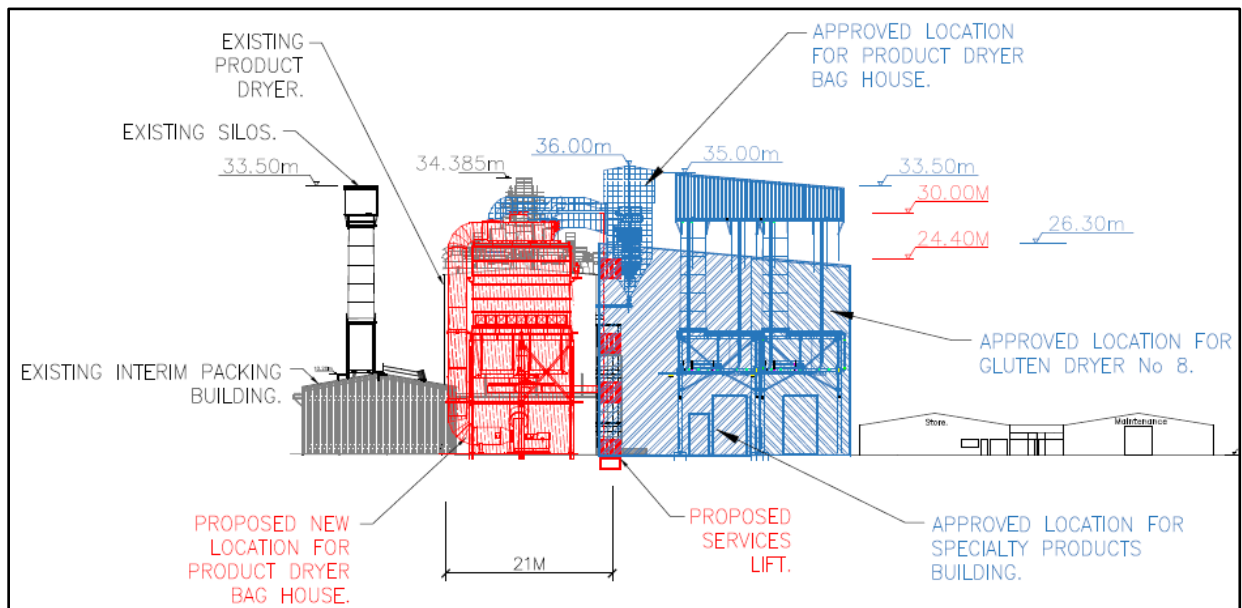 EXISTING
PRODUCT
DRYER.
APPROVED LOCATION
FOR PRODUCT DRYER
BAG HOUSE.
EXISTING SILOS.
33.50m
34.385m
36.00m
35.00m
33.50m
30.00M
26.30m
24.40M
EXISTING INTERIM PACKING
BUILDING.
APPROVED LOCATION FOR
GLUTEN DRYER No 8.
Store.
Maintenance
PROPOSED NEW
LOCATION FOR
PRODUCT DRYER
BAG HOUSE.
21M
PROPOSED
SERVICES
LIFT.
APPROVED LOCATION FOR
SPECIALTY PRODUCTS
BUILDING.